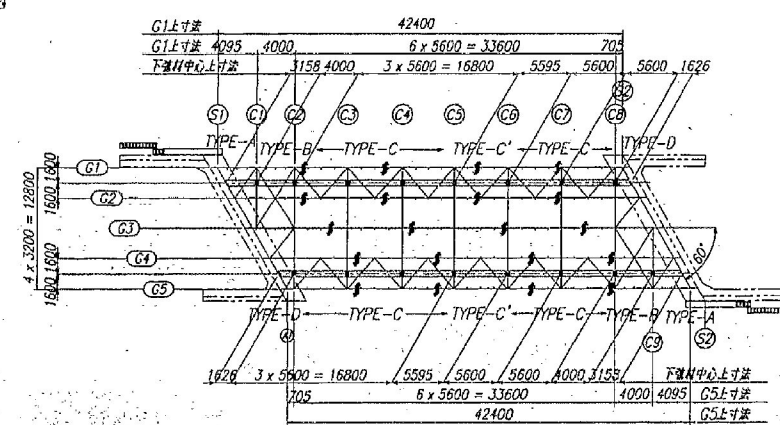 G1上寸法 42400
G1上寸法 4095 4000 6 x 5600 = 33600 705
下弦材中心上寸法 3158 4000 3 x 5600 = 16800 5595 5600 5600 1626
S2
S1 C1 C2 C3 C4 C5 C6 C7 C8
TYPE-A TYPE-B TYPE-C TYPE-C' TYPE-C TYPE-D
G1
G2
G3
G4
G5
1600 1600
4 x 3200 = 12800
1600 1600
60°
TYPE-D TYPE-C TYPE-C' TYPE-C TYPE-B TYPE-A
C9 S2
1626 3 x 5600 = 16800 5595 5600 5600 4000 3158 下弦材中心上寸法
705 6 x 5600 = 33600 4000 4095 G5上寸法
42400 G5上寸法